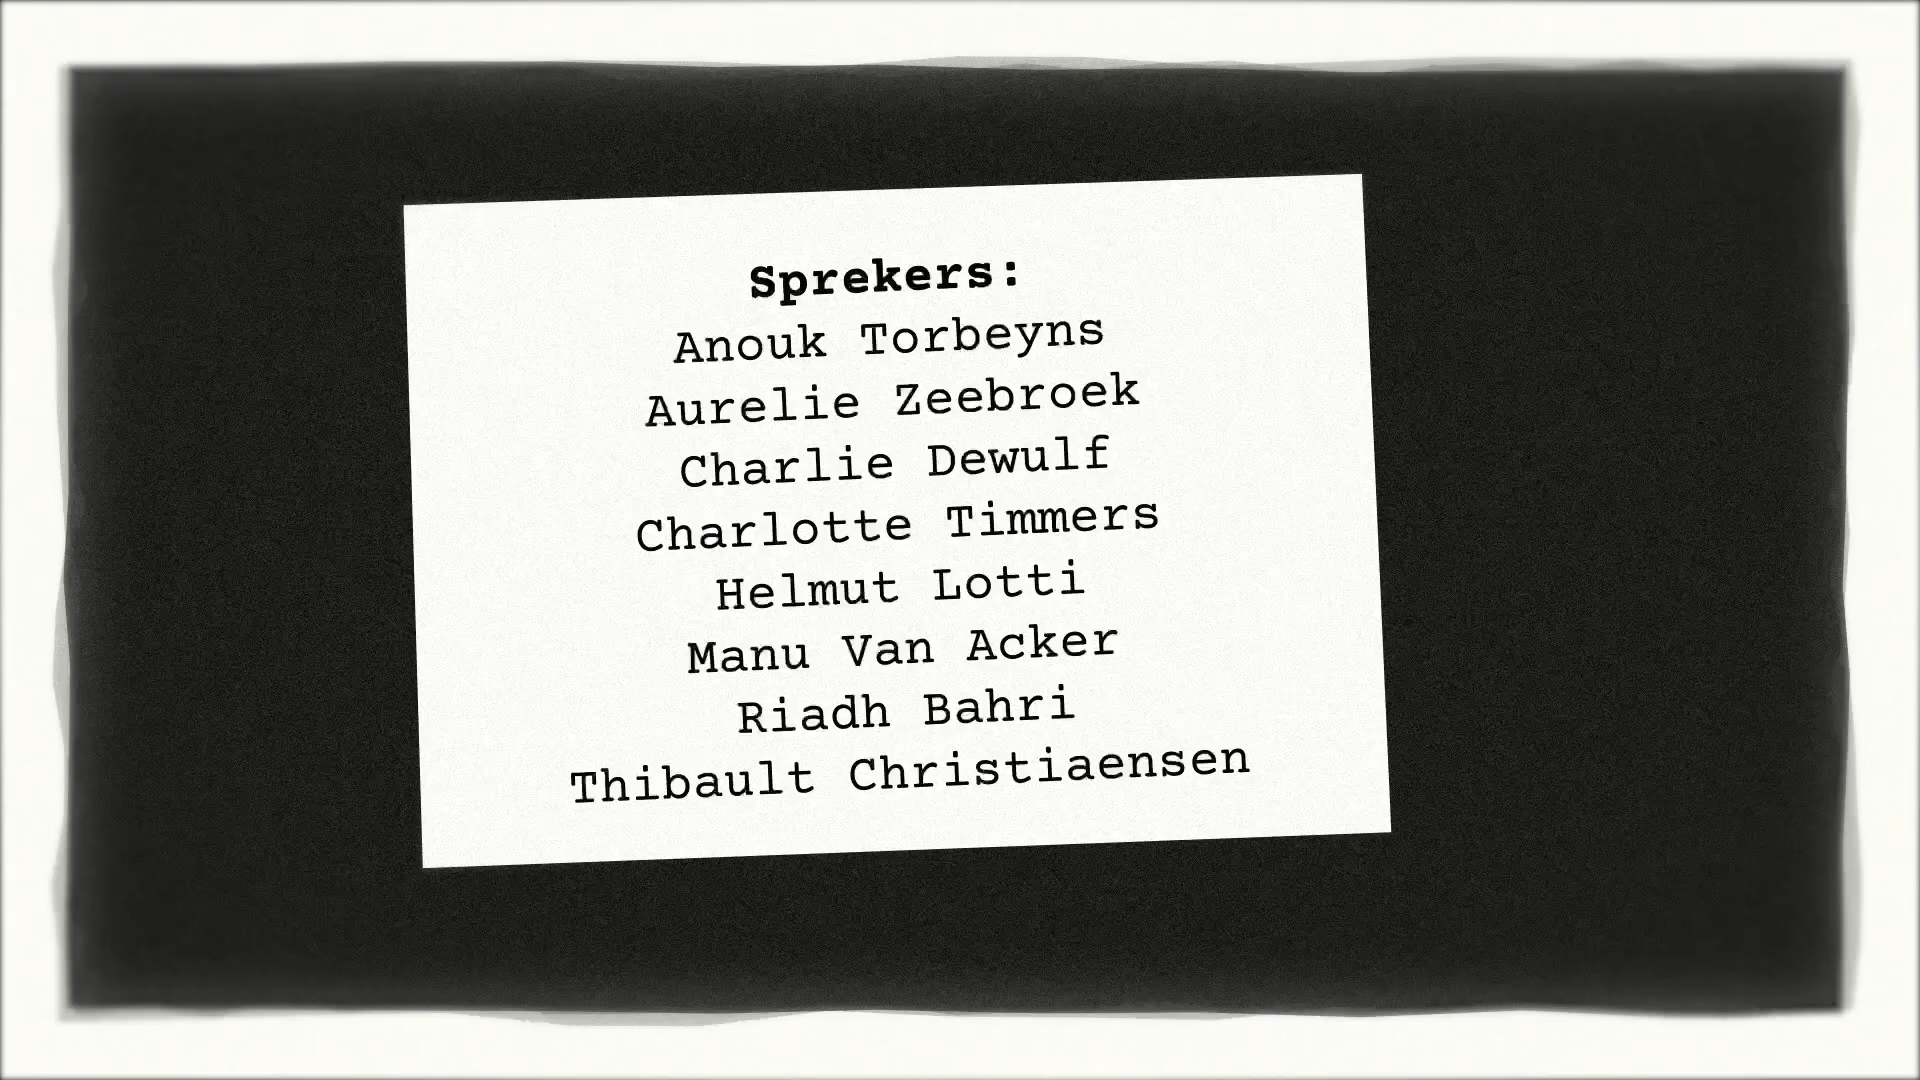 Sprekers:
Anouk Torbeyns
Aurelie Zeebroek
Charlie Dewulf
Charlotte Timmers
Helmut Lotti
Manu Van Acker
Riadh Bahri
Thibault Christiaensen